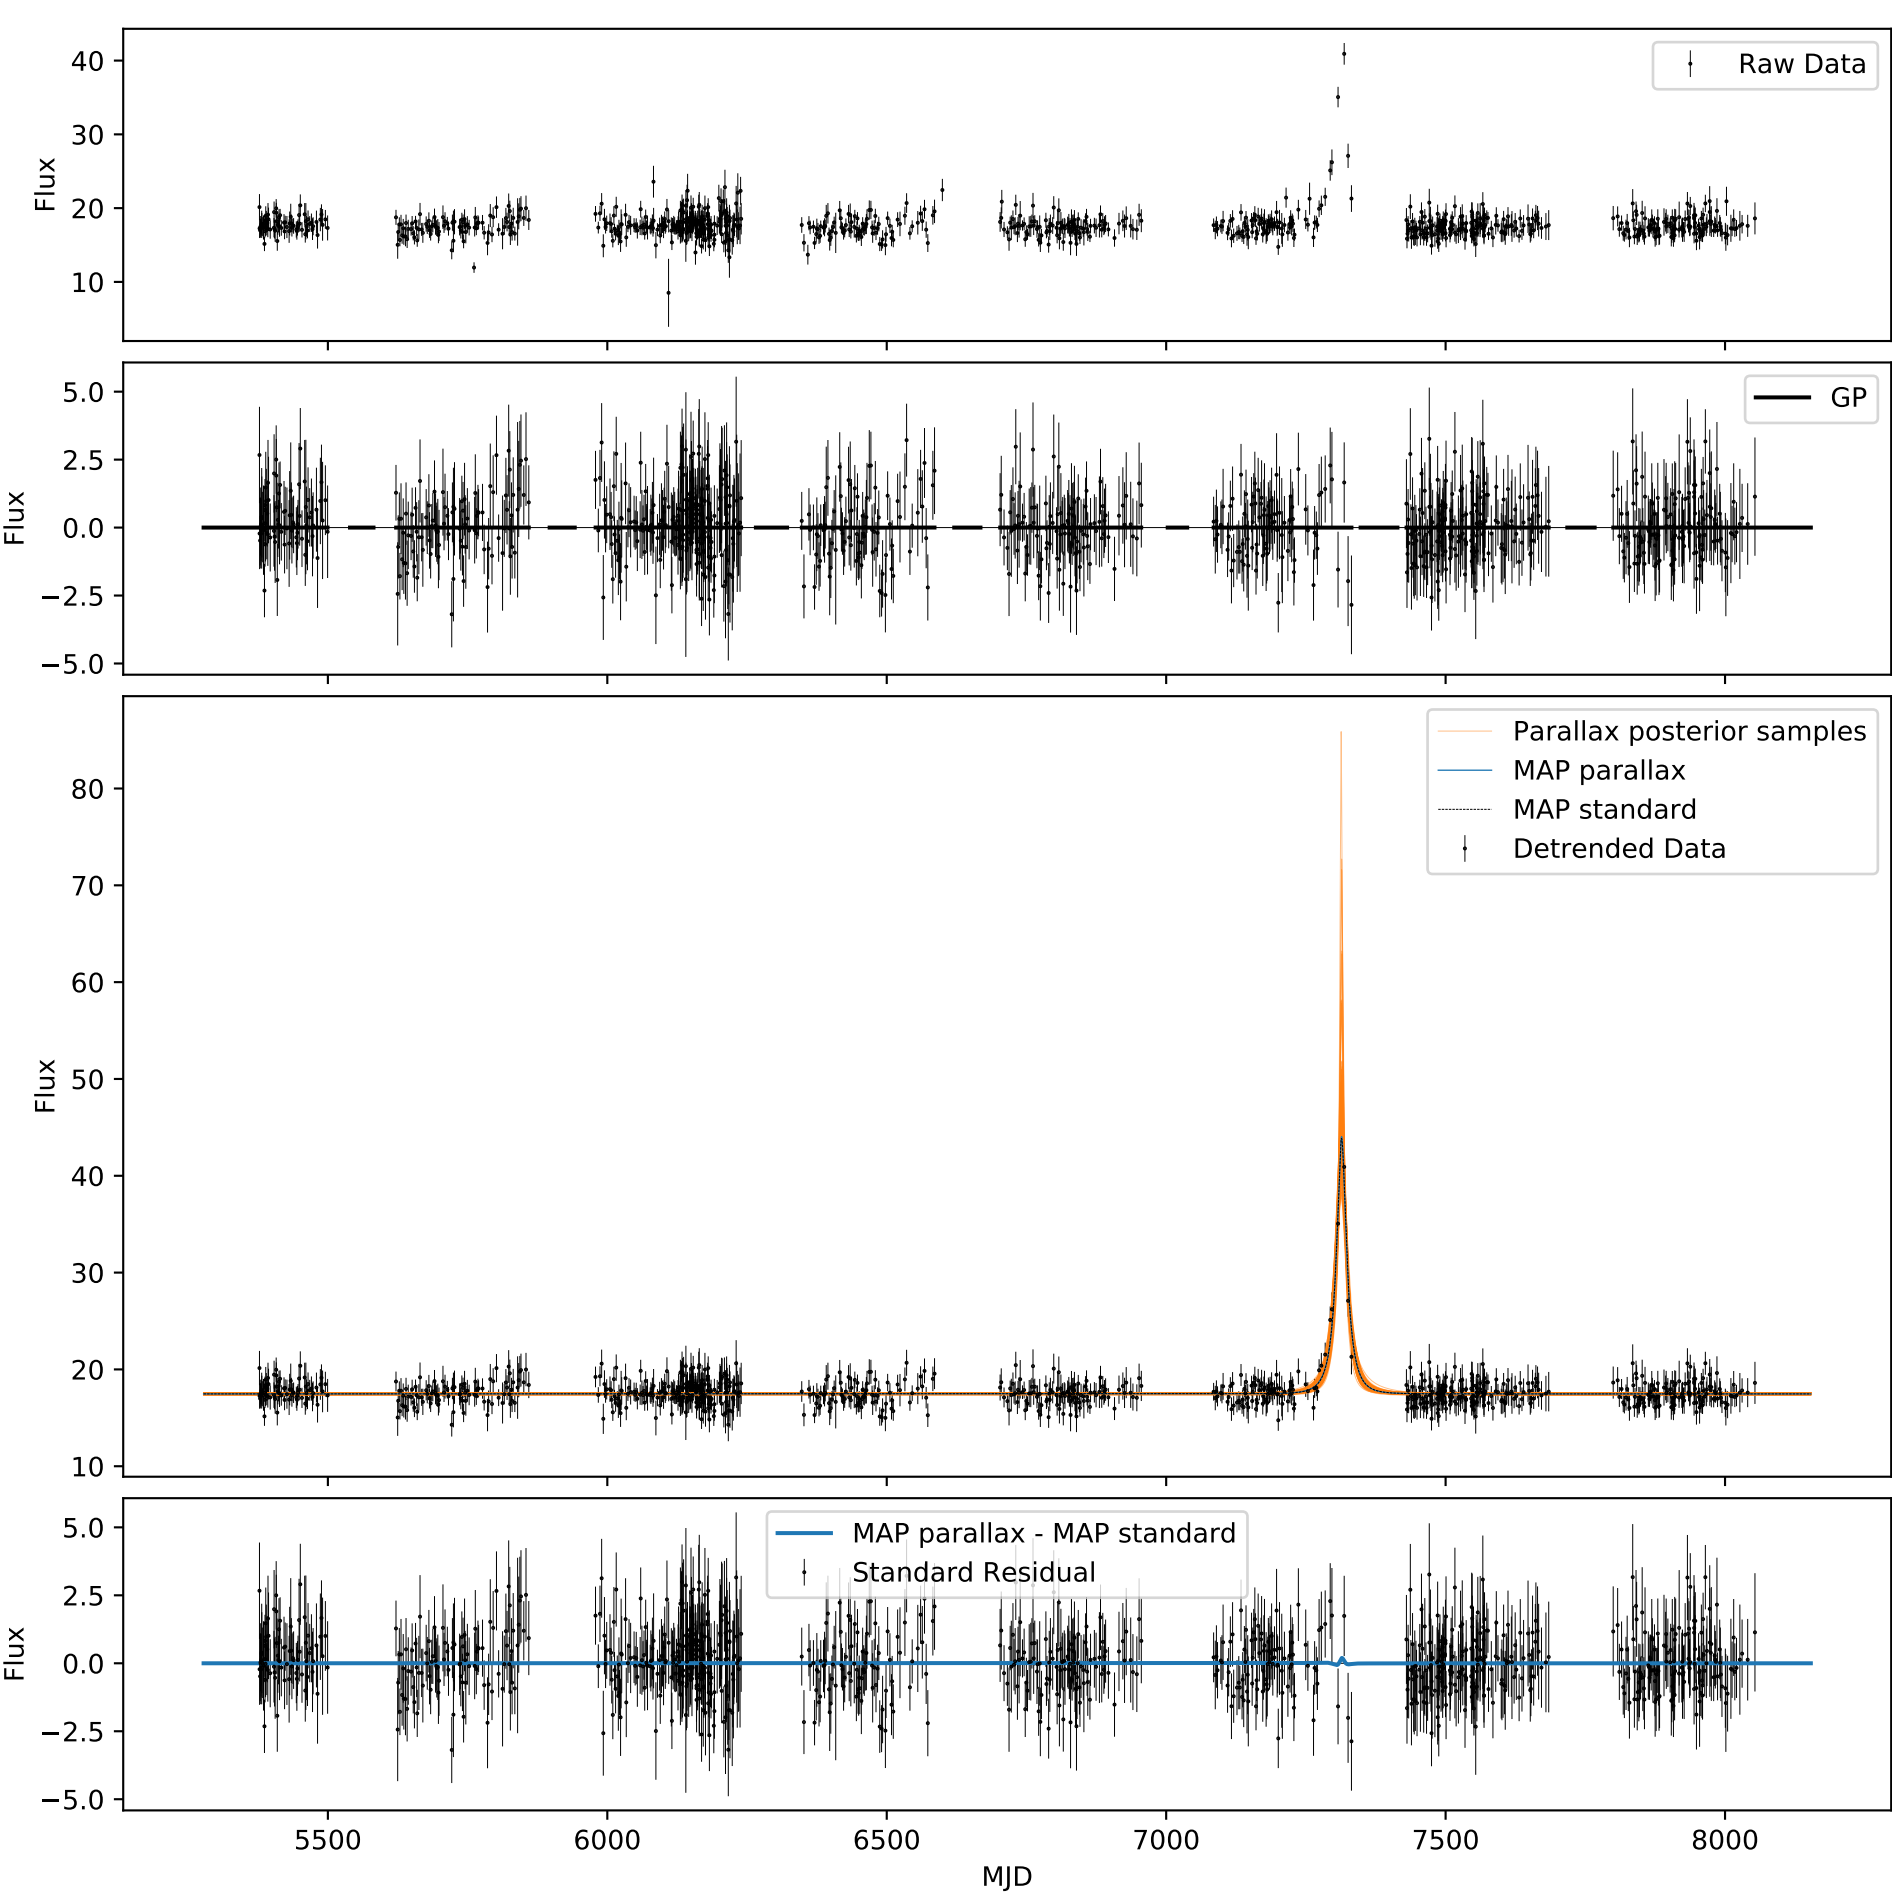 40
30
20
10
Flux
Raw Data
5.0
2.5
0.0
−2.5
−5.0
Flux
GP
80
70
60
50
40
30
20
10
Flux
Parallax posterior samples
MAP parallax
MAP standard
Detrended Data
5.0
2.5
0.0
−2.5
−5.0
Flux
MAP parallax - MAP standard
Standard Residual
5500 6000 6500 7000 7500 8000
MJD